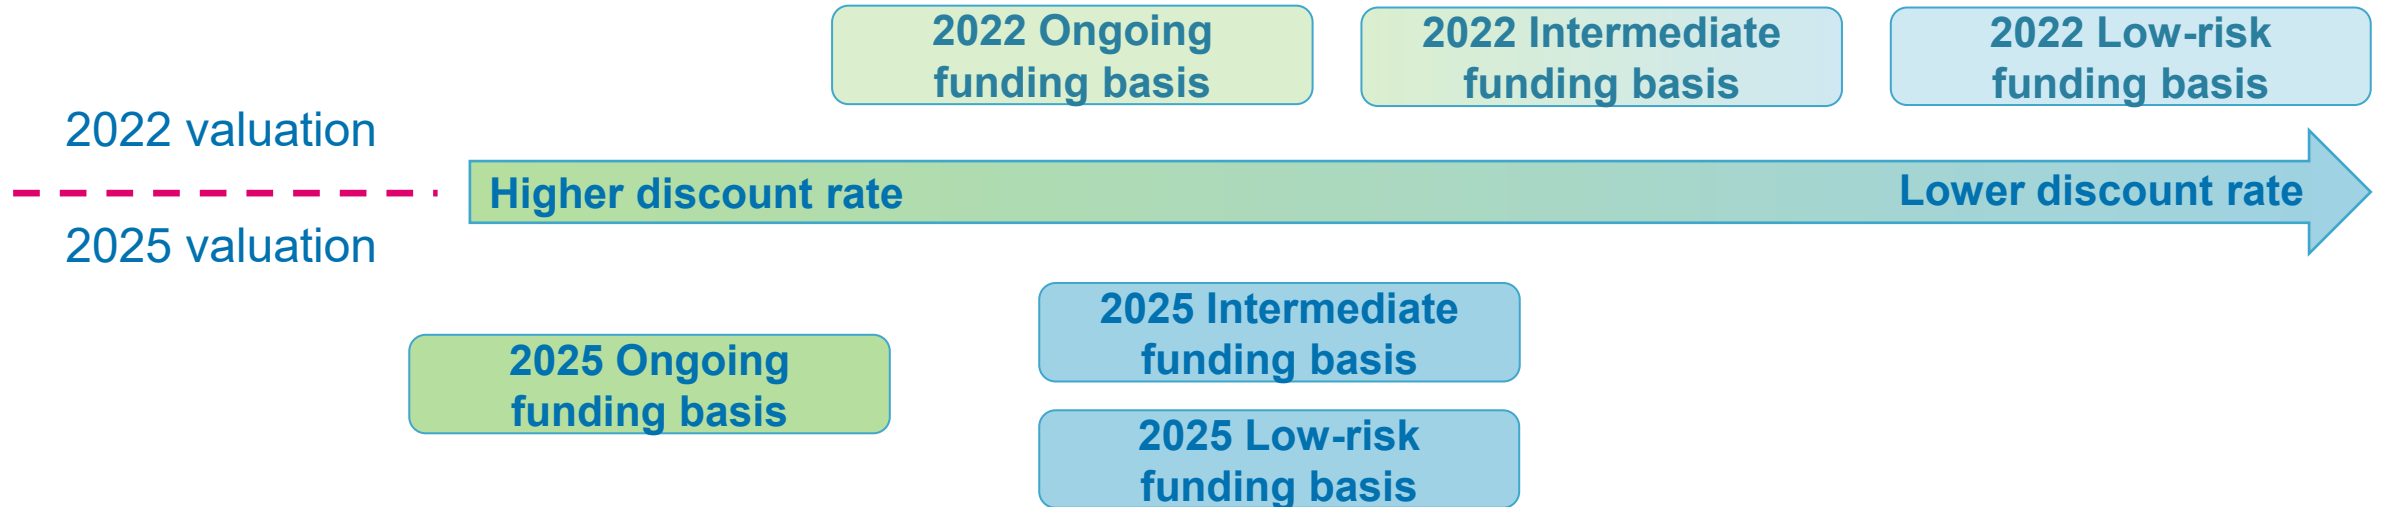 2022 Ongoing
funding basis
2022 Intermediate
funding basis
2022 Low-risk
funding basis
2022 valuation
Higher discount rate
Lower discount rate
2025 valuation
2025 Ongoing
funding basis
2025 Intermediate
funding basis
2025 Low-risk
funding basis